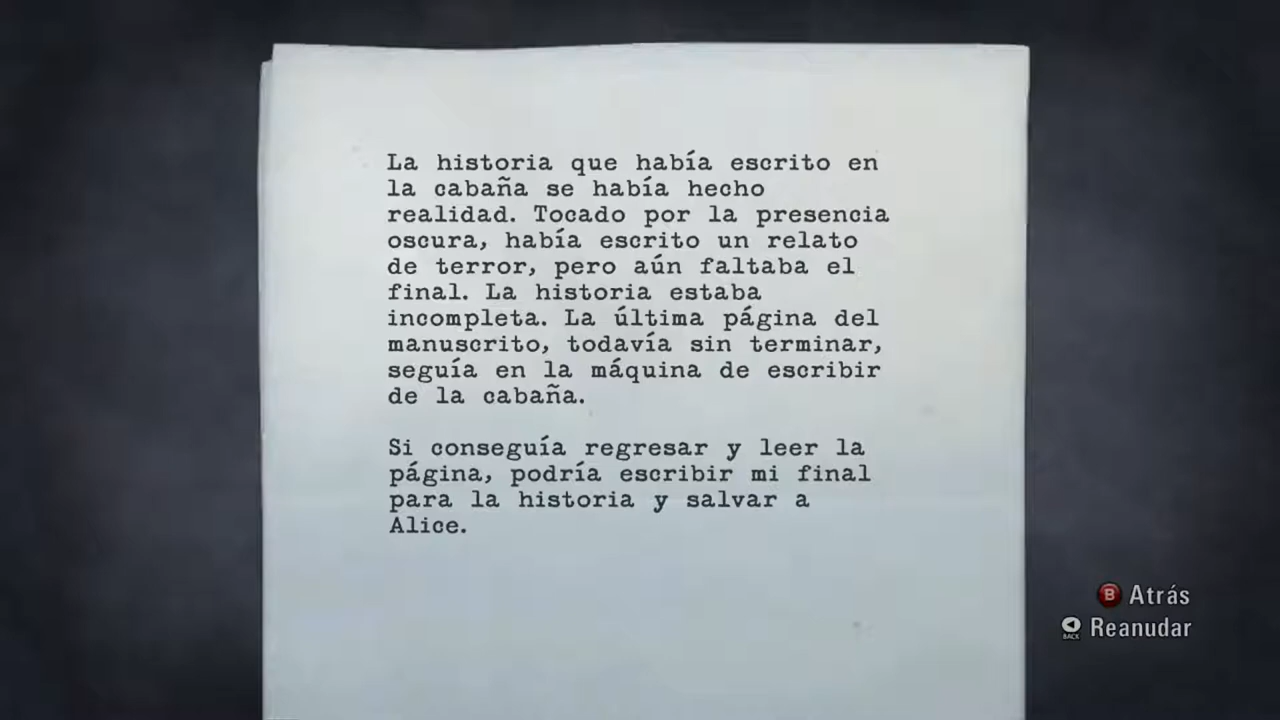 La historia que había escrito en
la cabaña se había hecho
realidad. Tocado por la presencia
oscura, había escrito un relato
de terror, pero aún faltaba el
final. La historia estaba
incompleta. La última página del
manuscrito, todavía sin terminar,
seguía en la máquina de escribir
de la cabaña.
Si conseguía regresar y leer la
página, podría escribir mi final
para la historia y salvar a
Alice.
B Atrás
BACK Reanudar